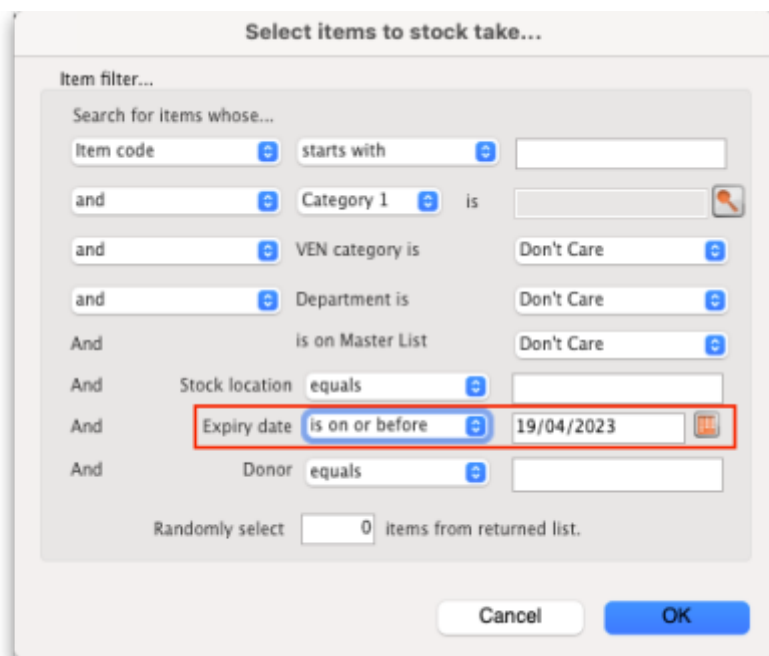 Select items to stock take...
Item filter...
Search for items whose...
Item code starts with
and Category 1 is
and VEN category is Don't Care
and Department is Don't Care
And is on Master List Don't Care
And Stock location equals
And Expiry date is on or before 19/04/2023
And Donor equals
Randomly select 0 items from returned list.
Cancel OK